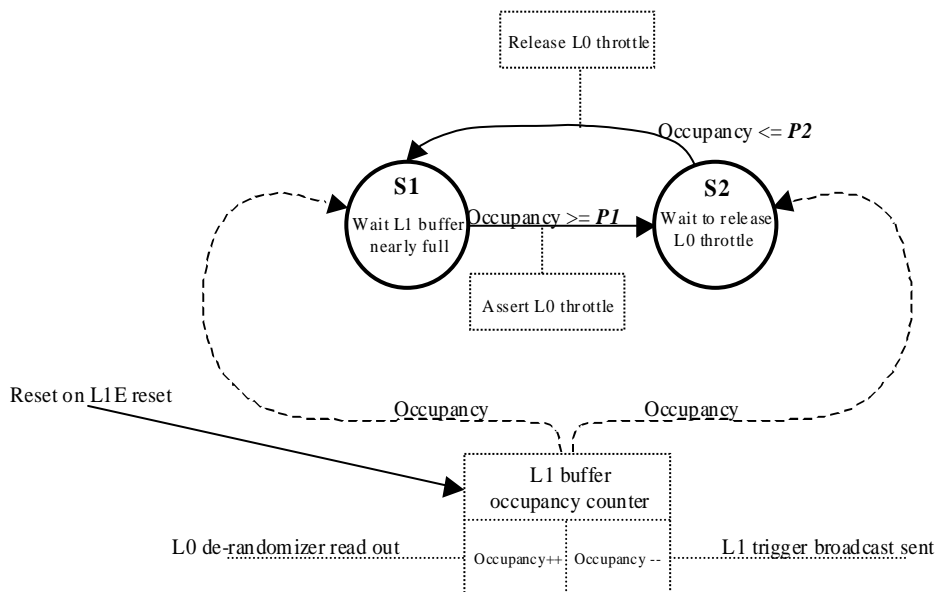 Release L0 throttle
Occupancy <= P2
S1
Wait L1 buffer
nearly full
Occupancy >= P1
S2
Wait to release
L0 throttle
Assert L0 throttle
Reset on L1E reset
Occupancy
Occupancy
L1 buffer
occupancy counter
L0 de-randomizer read out
Occupancy++
Occupancy --
L1 trigger broadcast sent